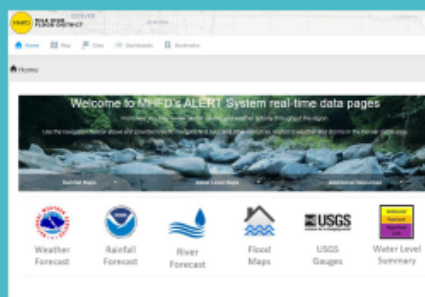 MHFD
MILE HIGH
FLOOD DISTRICT
DENVER
AURORA
Home Map Data Dashboards Bookmarks
Home
Welcome to MHFD's ALERT System real-time data pages
Rainfall Maps Water Level Maps Additional Resources
Weather
Forecast
Rainfall
Forecast
River
Forecast
Flood
Maps
USGS
USGS
Gauges
Water Level
Summary